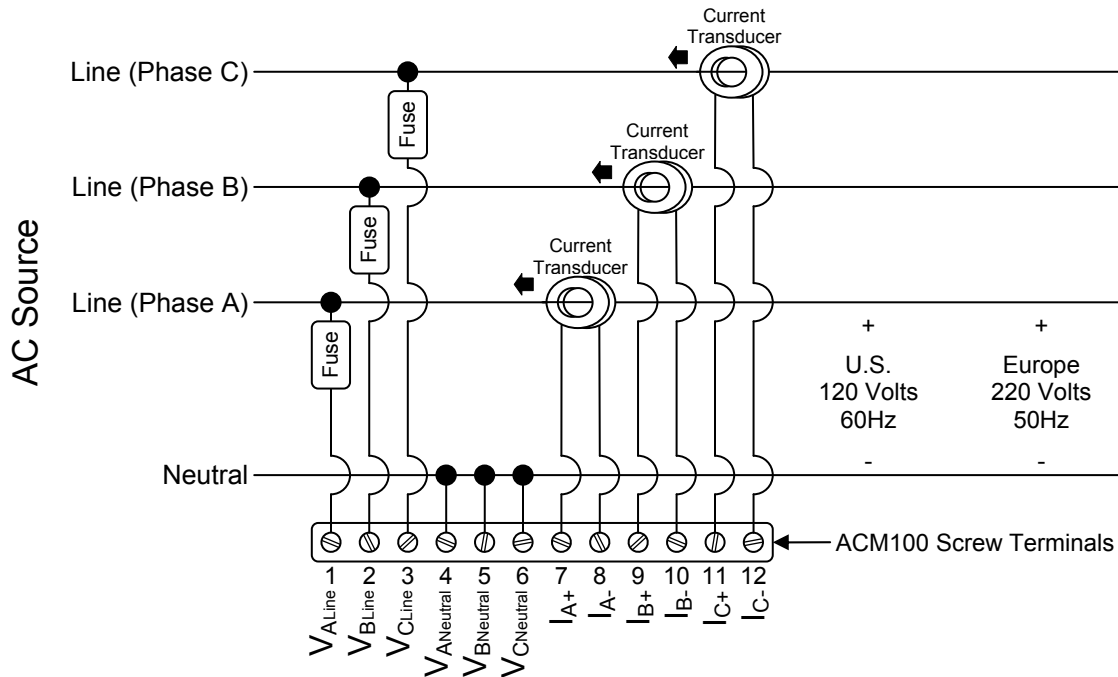 AC Source
Current
Transducer
Line (Phase C)
Fuse
Current
Transducer
Line (Phase B)
Fuse
Current
Transducer
Line (Phase A)
Fuse
+
U.S.
120 Volts
60Hz
-
+
Europe
220 Volts
50Hz
-
Neutral
ACM100 Screw Terminals
1 2 3 4 5 6 7 8 9 10 11 12
VALine
VBLine
VCLine
VANeutral
VBNeutral
VCNeutral
IA+
IA-
IB+
IB-
IC+
IC-